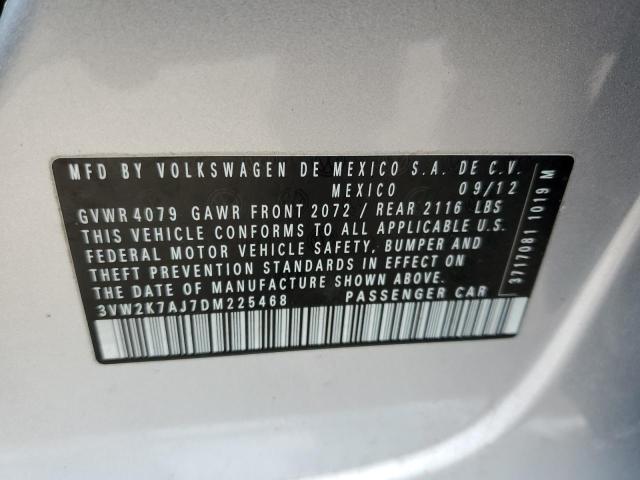 MFD BY VOLKSWAGEN DE MEXICO S.A. DE C.V.
MEXICO 09/12
GVWR 4079 GAWR FRONT 2072 / REAR 2116 LBS
THIS VEHICLE CONFORMS TO ALL APPLICABLE U.S.
FEDERAL MOTOR VEHICLE SAFETY, BUMPER AND
THEFT PREVENTION STANDARDS IN EFFECT ON
THE DATE OF MANUFACTURE SHOWN ABOVE.
3VW2K7AJ7DM225468 PASSENGER CAR
3717081 1019 M